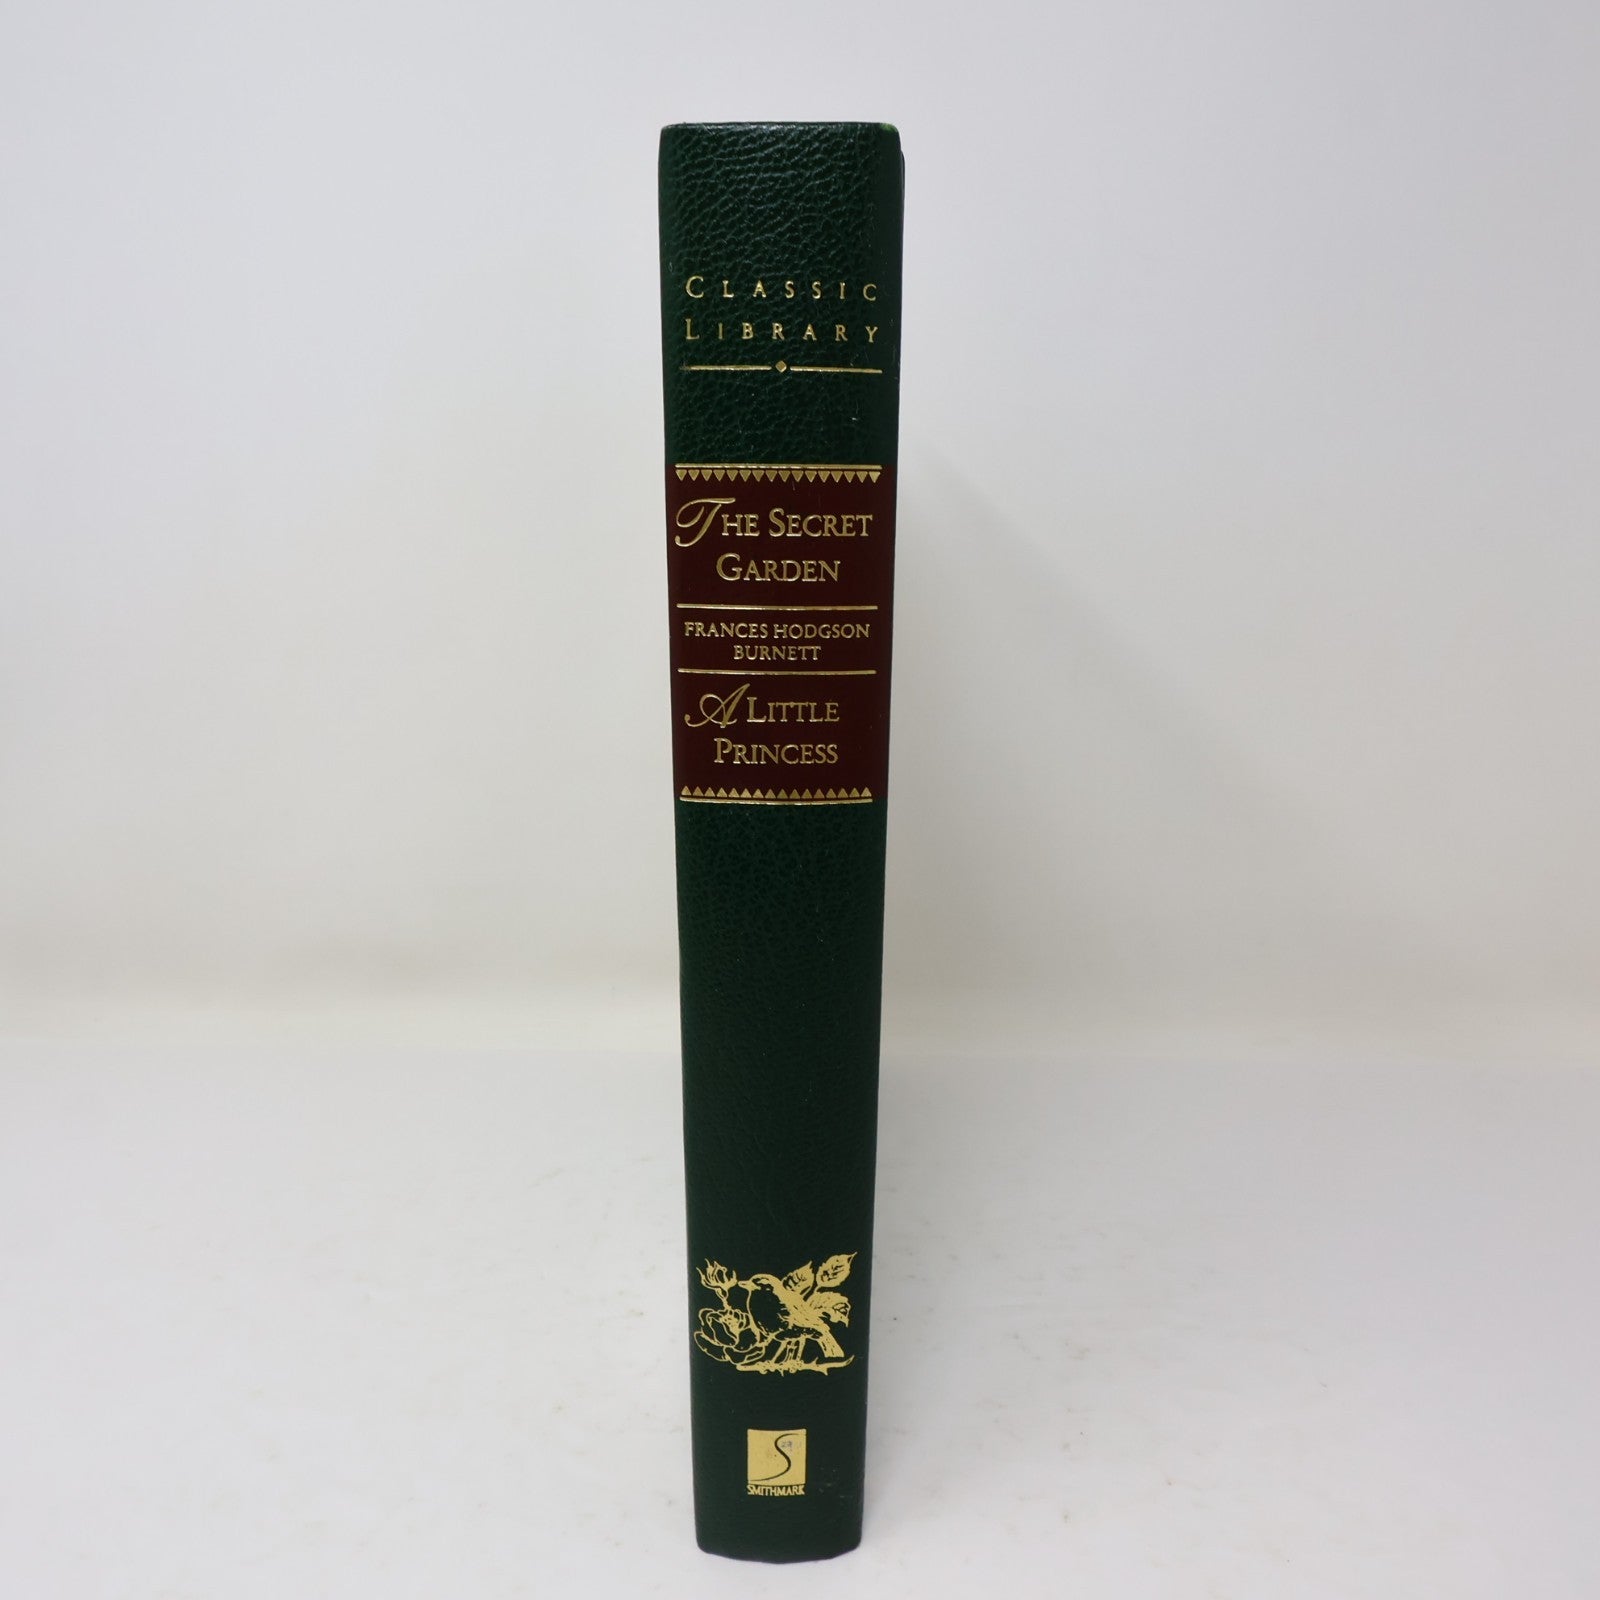 CLASSIC
LIBRARY
THE SECRET
GARDEN
FRANCES HODGSON
BURNETT
A LITTLE
PRINCESS
S
SMITHMARK